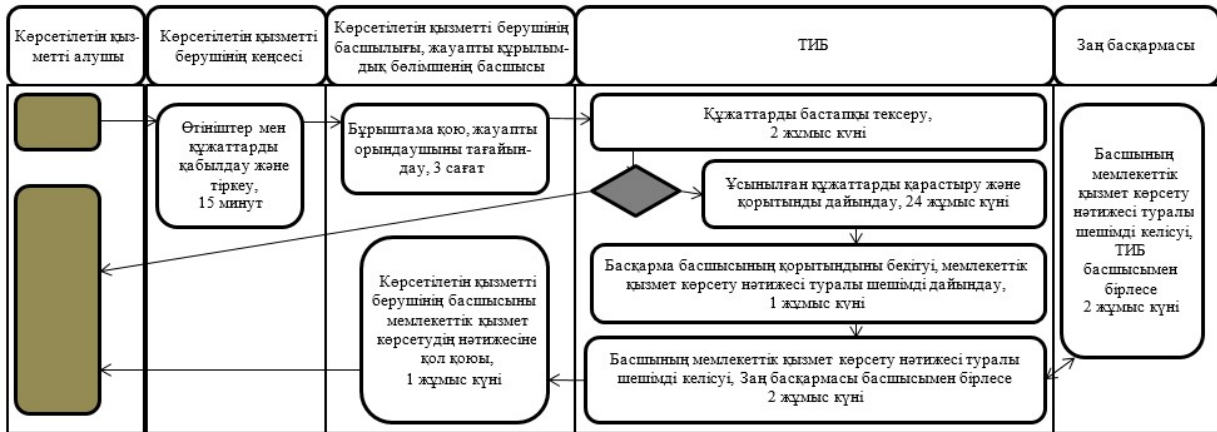 Көрсетілетін қыз-
метті алушы
Көрсетілетін қызметті
берушінің кеңсесі
Көрсетілетін қызметті берушінің
басшылығы, жауапты құрылым-
дық бөлімшенің басшысы
ТИБ
Заң басқармасы
Өтініштер мен
құжаттарды
қабылдау және
тіркеу,
15 минут
Бұрыштама қою, жауапты
орындаушыны тағайын-
дау, 3 сағат
Құжаттарды бастапқы тексеру,
2 жұмыс күні
Ұсынылған құжаттарды қарастыру және
қорытынды дайындау, 24 жұмыс күні
Басқарма басшысының қорытындыны бекітуі, мемлекеттік
қызмет көрсету нәтижесі туралы шешімді дайындау,
1 жұмыс күні
Басшының мемлекеттік қызмет көрсету нәтижесі туралы
шешімді келісуі, Заң басқармасы басшысымен бірлесе
2 жұмыс күні
Көрсетілетін қызметті
берушінің басшысыны
мемлекеттік қызмет
көрсетудің нәтижесіне
қол қоюы,
1 жұмыс күні
Басшының
мемлекеттік
қызмет көрсету
нәтижесі туралы
шешімді келісуі,
ТИБ
басшысымен
бірлесе
2 жұмыс күні